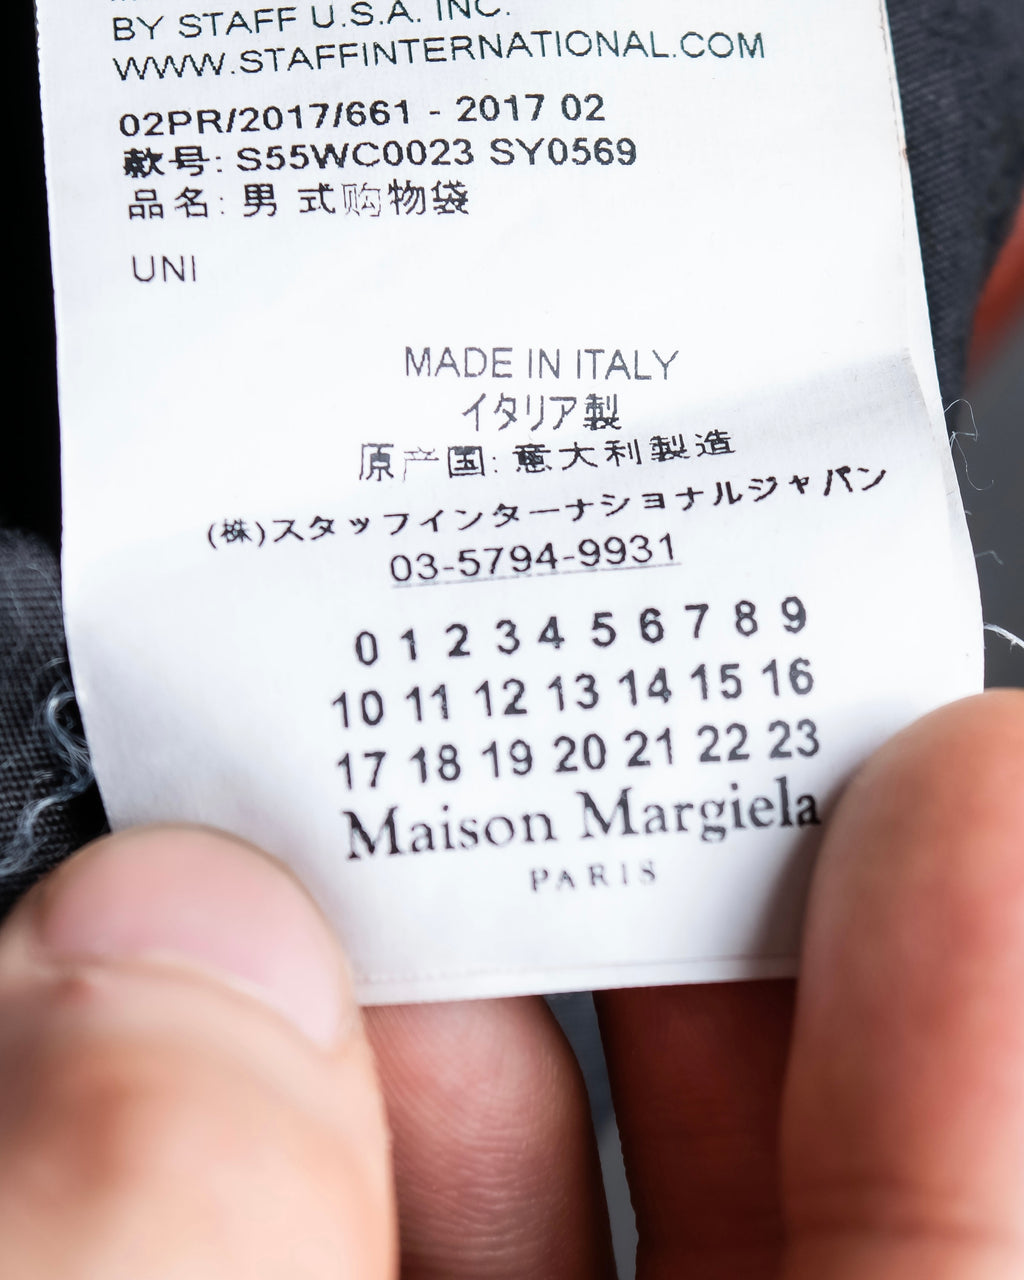 BY STAFF U.S.A. INC.
WWW.STAFFINTERNATIONAL.COM
02PR/2017/661 - 2017 02
款号: S55WC0023 SY0569
品名: 男 式购物袋
UNI
MADE IN ITALY
イタリア製
原产国: 意大利製造
(株)スタッフインターナショナルジャパン
03-5794-9931
0 1 2 3 4 5 6 7 8 9
10 11 12 13 14 15 16
17 18 19 20 21 22 23
Maison Margiela
PARIS